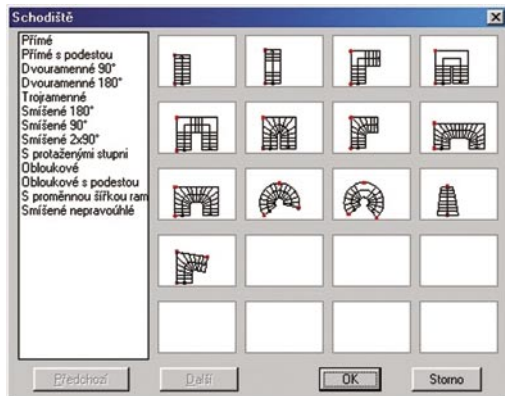 Schodiště
Přímé
Přímé s podestou
Dvouramenné 90°
Dvouramenné 180°
Trojramenné
Smíšené 180°
Smíšené 90°
Smíšené 2x90°
S protaženými stupni
Obloukové
Obloukové s podestou
S proměnnou šířkou ram
Smíšené nepravoúhlé
Předchozí
Další
OK
Storno